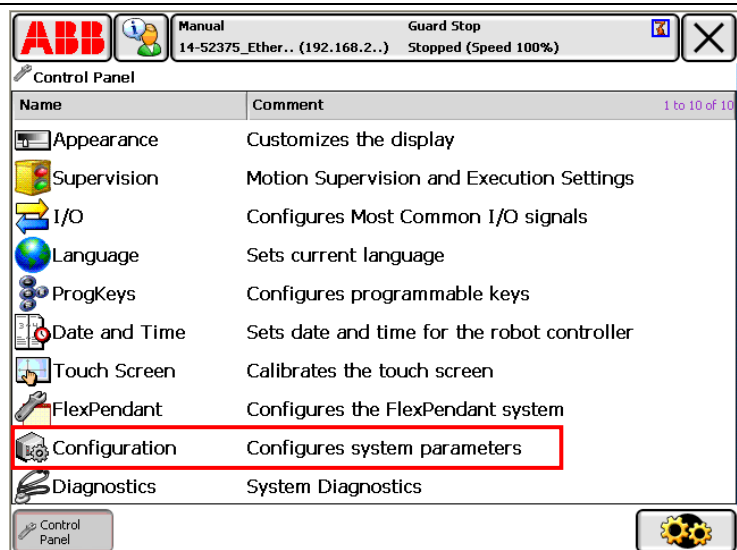 ABB
Manual
Guard Stop
14-52375_Ether.. (192.168.2..)
Stopped (Speed 100%)
Control Panel
Name Comment 1 to 10 of 10
Appearance Customizes the display
Supervision Motion Supervision and Execution Settings
I/O Configures Most Common I/O signals
Language Sets current language
ProgKeys Configures programmable keys
Date and Time Sets date and time for the robot controller
Touch Screen Calibrates the touch screen
FlexPendant Configures the FlexPendant system
Configuration Configures system parameters
Diagnostics System Diagnostics
Control
Panel